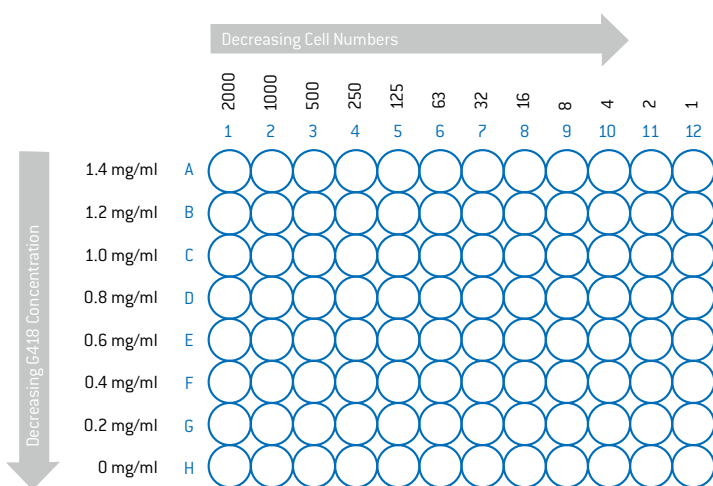 Decreasing Cell Numbers
2000 1000 500 250 125 63 32 16 8 4 2 1
1 2 3 4 5 6 7 8 9 10 11 12
Decreasing G418 Concentration
1.4 mg/ml A
1.2 mg/ml B
1.0 mg/ml C
0.8 mg/ml D
0.6 mg/ml E
0.4 mg/ml F
0.2 mg/ml G
0 mg/ml H